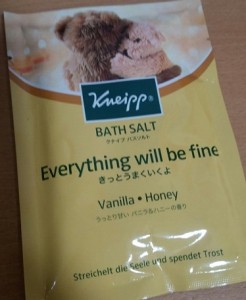 Kneipp®
BATH SALT
クナイプ バスソルト
Everything will be fine
きっとうまくいくよ
Vanilla • Honey
うっとり甘い バニラ&ハニーの香り
Streichelt die Seele und spendet Trost